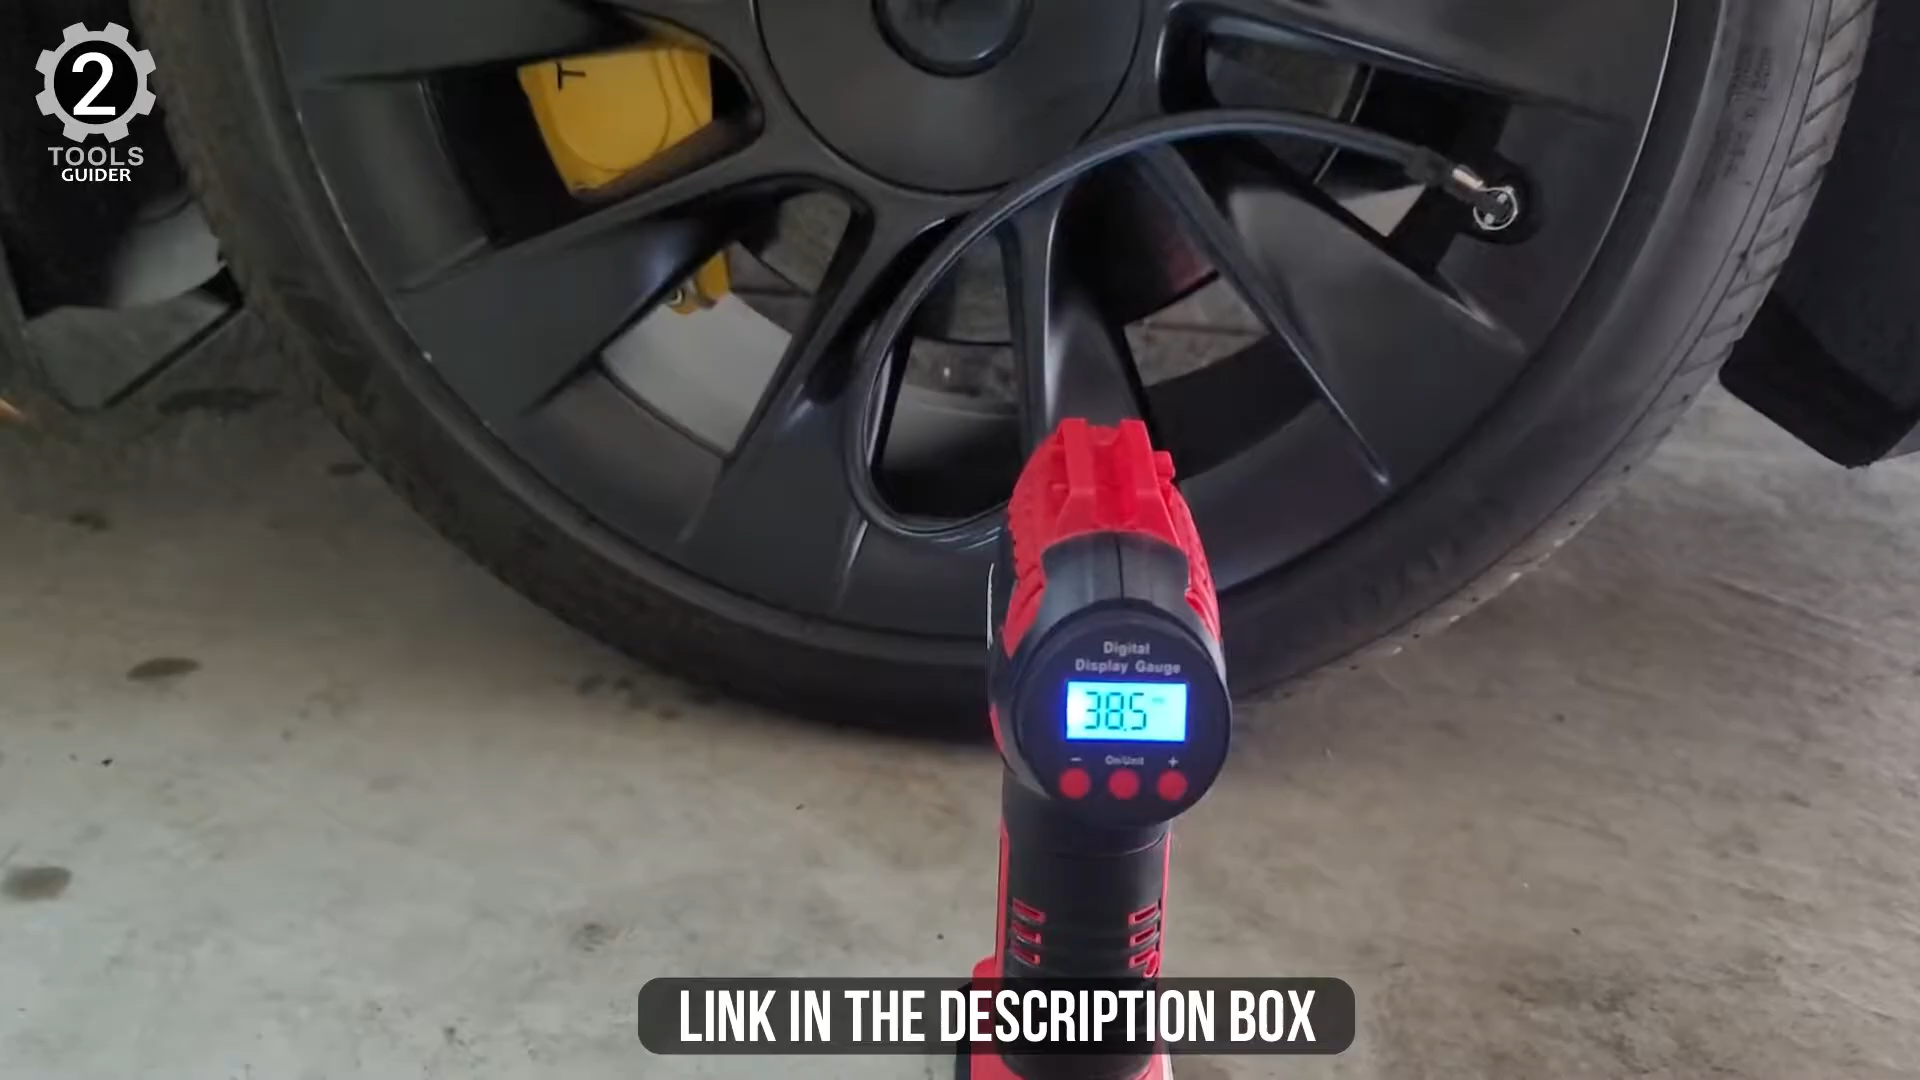 2
TOOLS
GUIDER
Digital
Display Gauge
38.5
- On/Unit +
LINK IN THE DESCRIPTION BOX